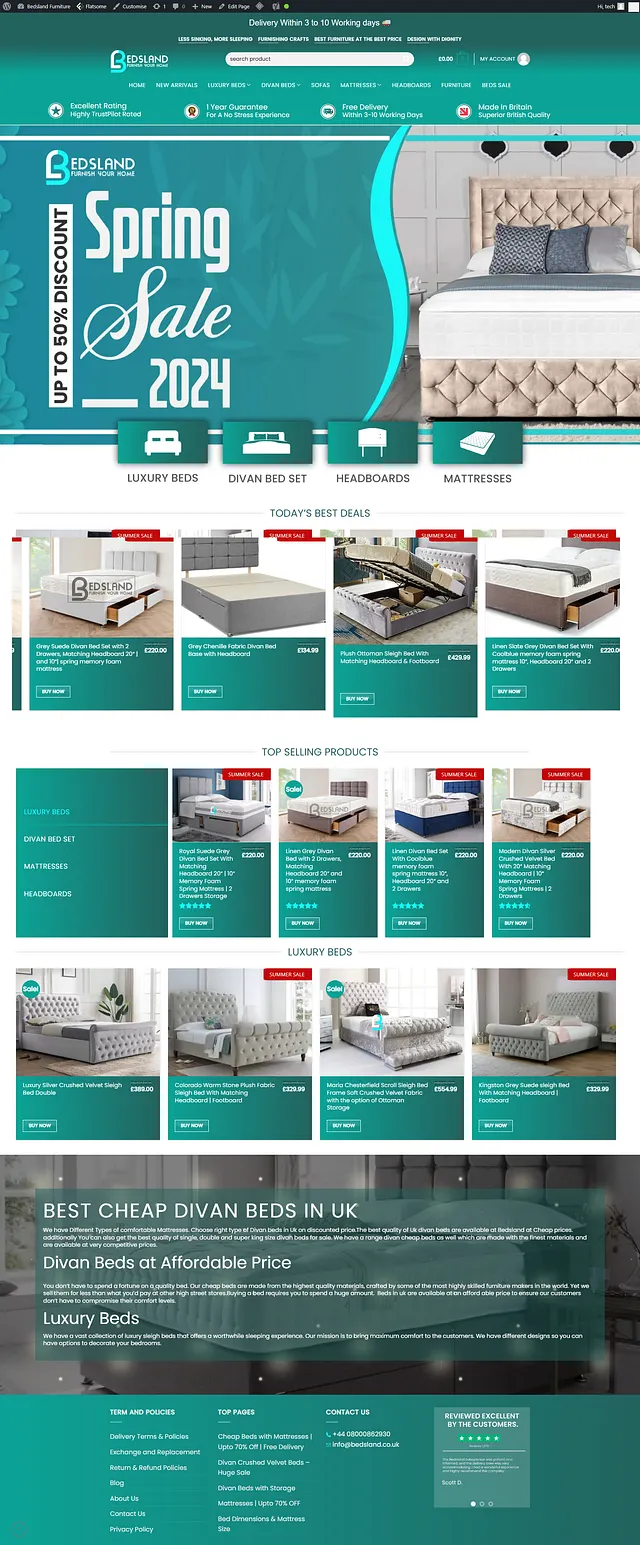 Bedsland Furniture Flatsome Customise 1 0 New Edit Page Hi, tech
Delivery Within 3 to 10 Working days
LESS SINKING, MORE SLEEPING FURNISHING CRAFTS BEST FURNITURE AT THE BEST PRICE DESIGN WITH DIGNITY
BEDSLAND
FURNISH YOUR HOME
search product
£0.00
MY ACCOUNT
HOME NEW ARRIVALS LUXURY BEDS DIVAN BEDS SOFAS MATTRESSES HEADBOARDS FURNITURE BEDS SALE
Excellent Rating
Highly TrustPilot Rated
1 Year Guarantee
For A No Stress Experience
Free Delivery
Within 3-10 Working Days
Made In Britain
Superior British Quality
BEDSLAND
FURNISH YOUR HOME
UP TO 50% DISCOUNT
Spring
Sale
2024
LUXURY BEDS
DIVAN BED SET
HEADBOARDS
MATTRESSES
TODAY'S BEST DEALS
SUMMER SALE
SUMMER SALE
SUMMER SALE
SUMMER SALE
BEDSLAND
FURNISH YOUR HOME
Grey Suede Divan Bed Set with 2
Drawers, Matching Headboard 20" |
and 10"| spring memory foam
mattress
£220.00
BUY NOW
Grey Chenille Fabric Divan Bed
Base with Headboard
£134.99
BUY NOW
Plush Ottoman Sleigh Bed With
Matching Headboard & Footboard
£429.99
BUY NOW
Linen Slate Grey Divan Bed Set With
Coolblue memory foam spring
mattress 10", Headboard 20" and 2
Drawers
£220.00
BUY NOW
TOP SELLING PRODUCTS
LUXURY BEDS
DIVAN BED SET
MATTRESSES
HEADBOARDS
SUMMER SALE
Royal Suede Grey
Divan Bed Set With
Matching
Headboard 20" | 10"
Memory Foam
Spring Mattress | 2
Drawers Storage
£220.00
BUY NOW
Sale!
SUMMER SALE
BEDSLAND
Linen Grey Divan
Bed with 2 Drawers,
Matching
Headboard 20" and
10" memory foam
spring mattress
£220.00
BUY NOW
SUMMER SALE
Linen Divan Bed Set
With Coolblue
memory foam
spring mattress 10",
Headboard 20" and
2 Drawers
£220.00
BUY NOW
SUMMER SALE
Modern Divan Silver
Crushed Velvet Bed
With 20" Matching
Headboard | 10"
Memory Foam
Spring Mattress | 2
Drawers
£220.00
BUY NOW
LUXURY BEDS
Sale!
Luxury Silver Crushed Velvet Sleigh
Bed Double
£389.00
BUY NOW
SUMMER SALE
Colorado Warm Stone Plush Fabric
Sleigh Bed With Matching
Headboard | Footboard
£329.99
BUY NOW
Sale!
Maria Chesterfield Scroll Sleigh Bed
Frame Soft Crushed Velvet Fabric
with the option of Ottoman
Storage
£554.99
BUY NOW
SUMMER SALE
Kingston Grey Suede sleigh Bed
With Matching Headboard |
Footboard
£329.99
BUY NOW
BEST CHEAP DIVAN BEDS IN UK
We have Different Types of comfortable Mattresses. Choose right type of Divan beds in Uk on discounted price.The best quality of Uk divan beds are available at Bedsland at Cheap prices.
additionally You can also get the best quality of single, double and super king size divan beds for sale. We have a range divan cheap beds as well which are made with the finest materials and
are available at very competitive prices.
Divan Beds at Affordable Price
You don't have to spend a fortune on a quality bed. Our cheap beds are made from the highest quality materials, crafted by some of the most highly skilled furniture makers in the world. Yet we
sell them for less than what you'd pay at other high street stores.Buying a bed requires you to spend a huge amount. Beds in uk are available at an afford able price to ensure our customers
don't have to compromise their comfort levels.
Luxury Beds
We have a vast collection of luxury sleigh beds that offers a worthwhile sleeping experience. Our mission is to bring maximum comfort to the customers. We have different designs so you can
have options to decorate your bedrooms.
TERM AND POLICIES
Delivery Terms & Policies
Exchange and Replacement
Return & Refund Policies
Blog
About Us
Contact Us
Privacy Policy
TOP PAGES
Cheap Beds with Mattresses |
Upto 70% Off | Free Delivery
Divan Crushed Velvet Beds –
Huge Sale
Divan Beds with Storage
Mattresses | Upto 70% OFF
Bed Dimensions & Mattress
Size
CONTACT US
+44 08000862930
info@bedsland.co.uk
REVIEWED EXCELLENT
BY THE CUSTOMERS.
Scott D.